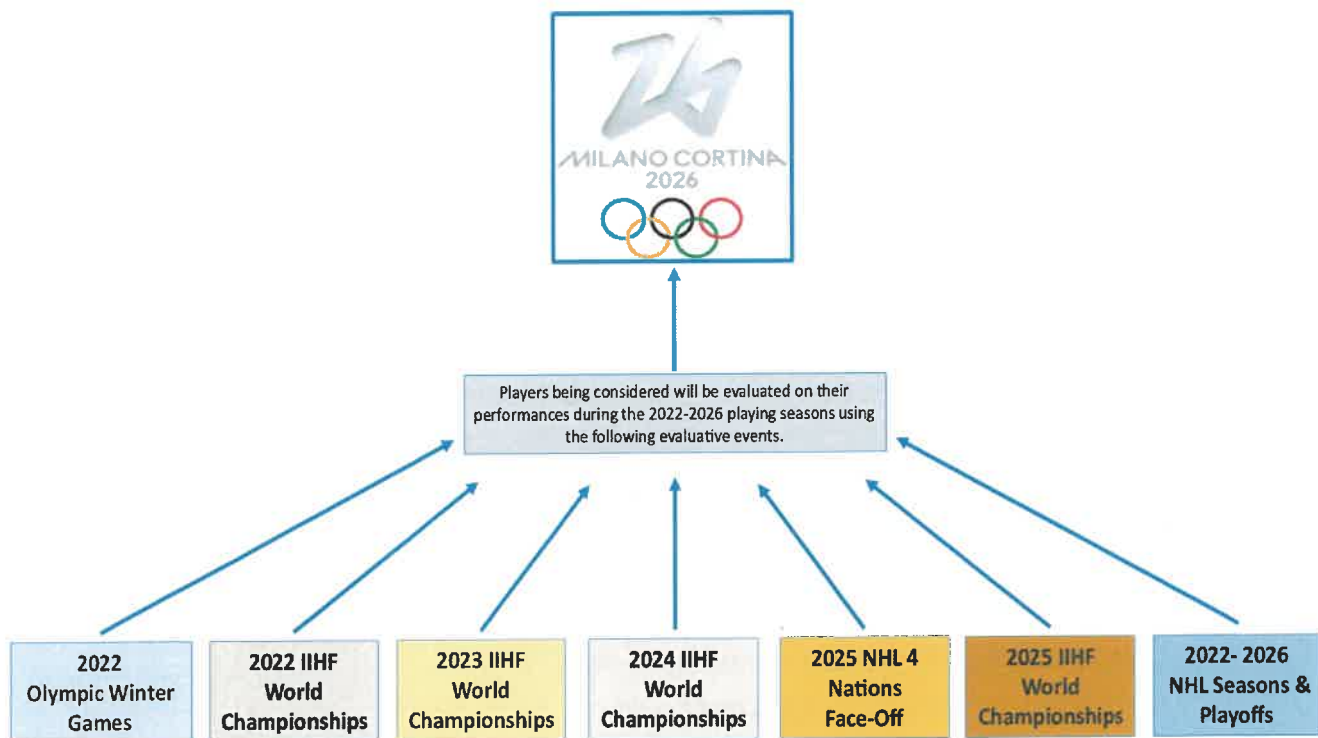 26
MILANO CORTINA
2026
Players being considered will be evaluated on their
performances during the 2022-2026 playing seasons using
the following evaluative events.
2022
Olympic Winter
Games
2022 IIHF
World
Championships
2023 IIHF
World
Championships
2024 IIHF
World
Championships
2025 NHL 4
Nations
Face-Off
2025 IIHF
World
Championships
2022- 2026
NHL Seasons &
Playoffs